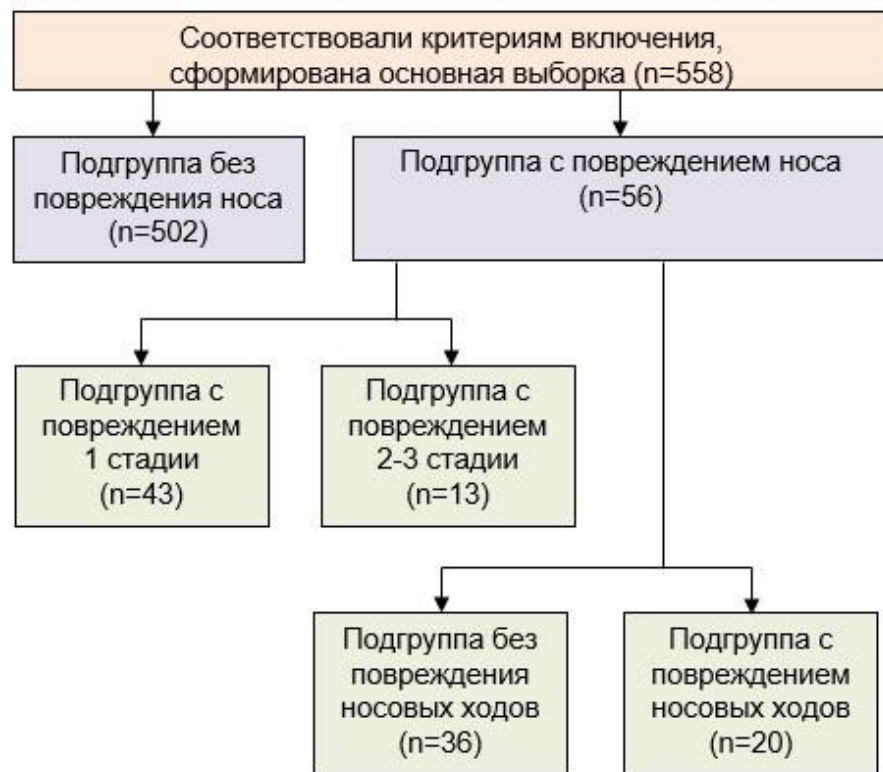 Соответствовали критериям включения,
сформирована основная выборка (n=558)
Подгруппа без
повреждения носа
(n=502)
Подгруппа с повреждением носа
(n=56)
Подгруппа с
повреждением
1 стадии
(n=43)
Подгруппа с
повреждением
2-3 стадии
(n=13)
Подгруппа без
повреждения
носовых ходов
(n=36)
Подгруппа с
повреждением
носовых ходов
(n=20)